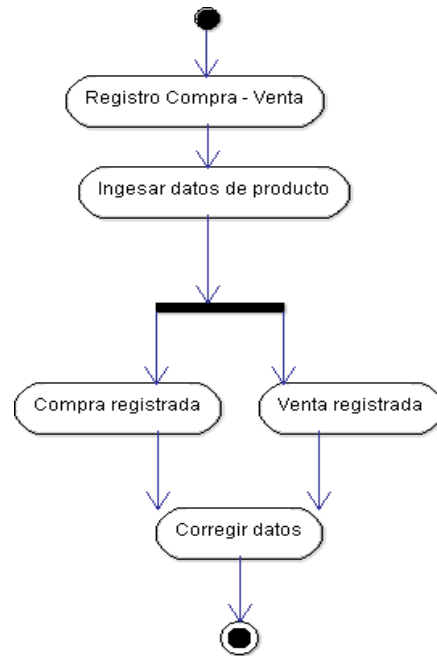 Registro Compra - Venta
Ingesar datos de producto
Compra registrada
Venta registrada
Corregir datos